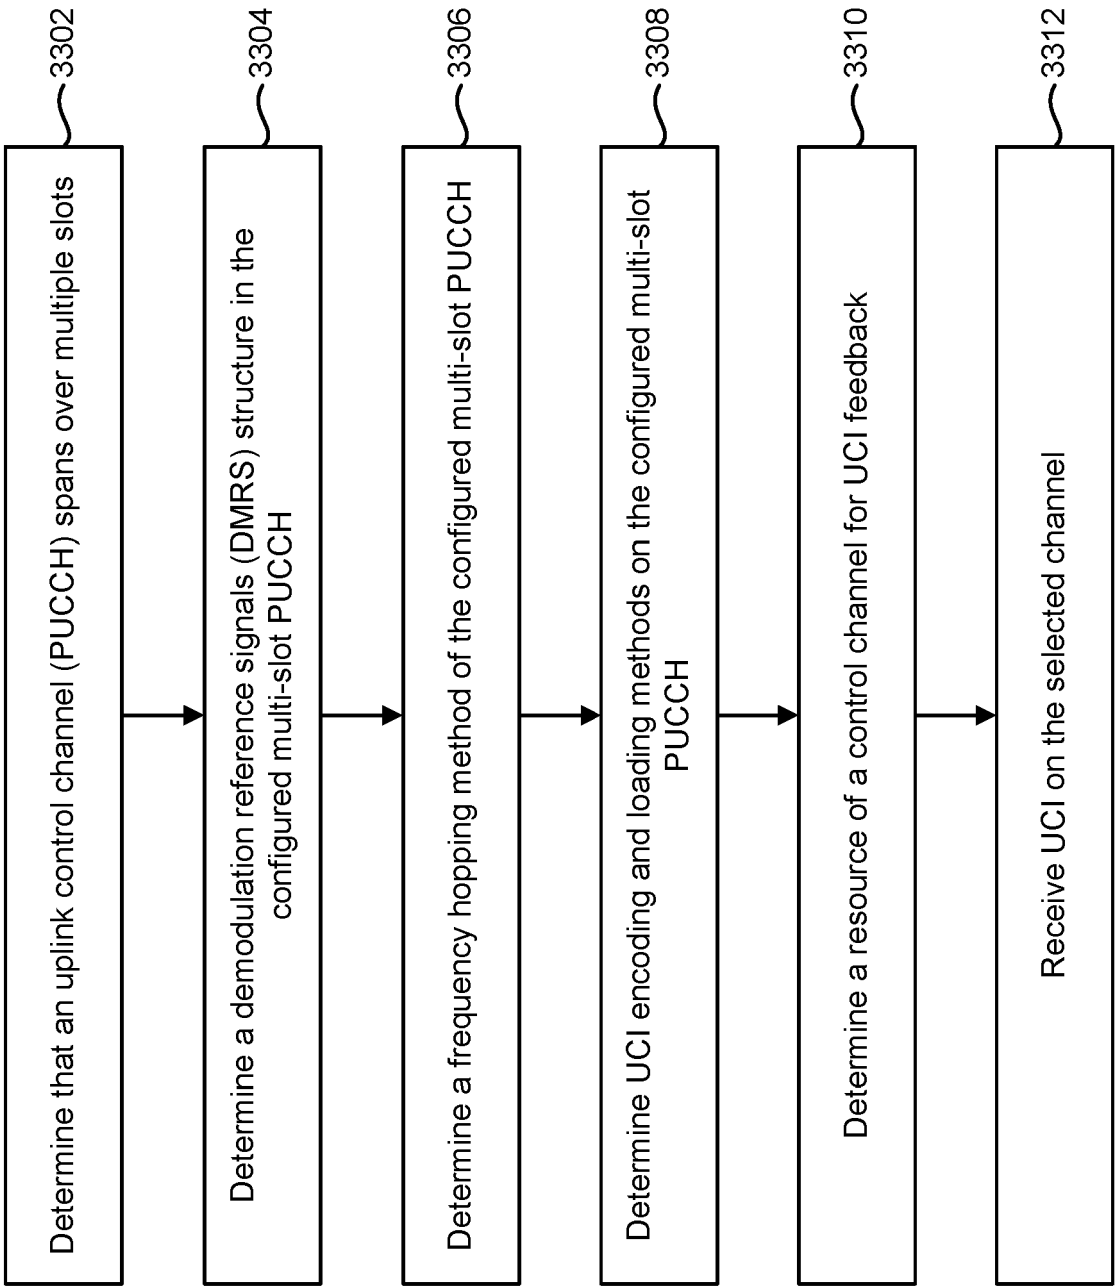 Determine that an uplink control channel (PUCCH) spans over multiple slots
3302
Determine a demodulation reference signals (DMRS) structure in the
configured multi-slot PUCCH
3304
Determine a frequency hopping method of the configured multi-slot PUCCH
3306
Determine UCI encoding and loading methods on the configured multi-slot
PUCCH
3308
Determine a resource of a control channel for UCI feedback
3310
Receive UCI on the selected channel
3312